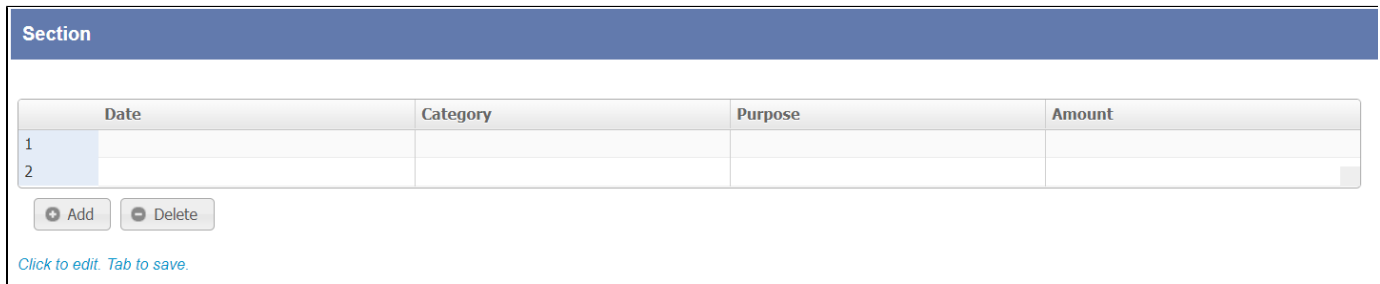 Section
Date Category Purpose Amount
1
2
Add Delete
Click to edit. Tab to save.